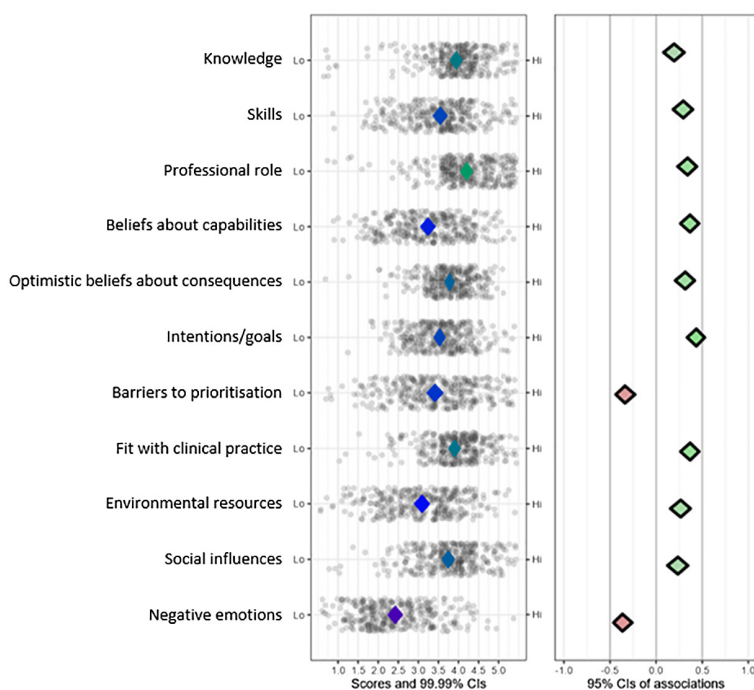 Knowledge Lo Hi
Skills Lo Hi
Professional role Lo Hi
Beliefs about capabilities Lo Hi
Optimistic beliefs about consequences Lo Hi
Intentions/goals Lo Hi
Barriers to prioritisation Lo Hi
Fit with clinical practice Lo Hi
Environmental resources Lo Hi
Social influences Lo Hi
Negative emotions Lo Hi
1.0 1.5 2.0 2.5 3.0 3.5 4.0 4.5 5.0 -1.0 -0.5 0.0 0.5 1.0
Scores and 99.99% CIs 95% CIs of associations